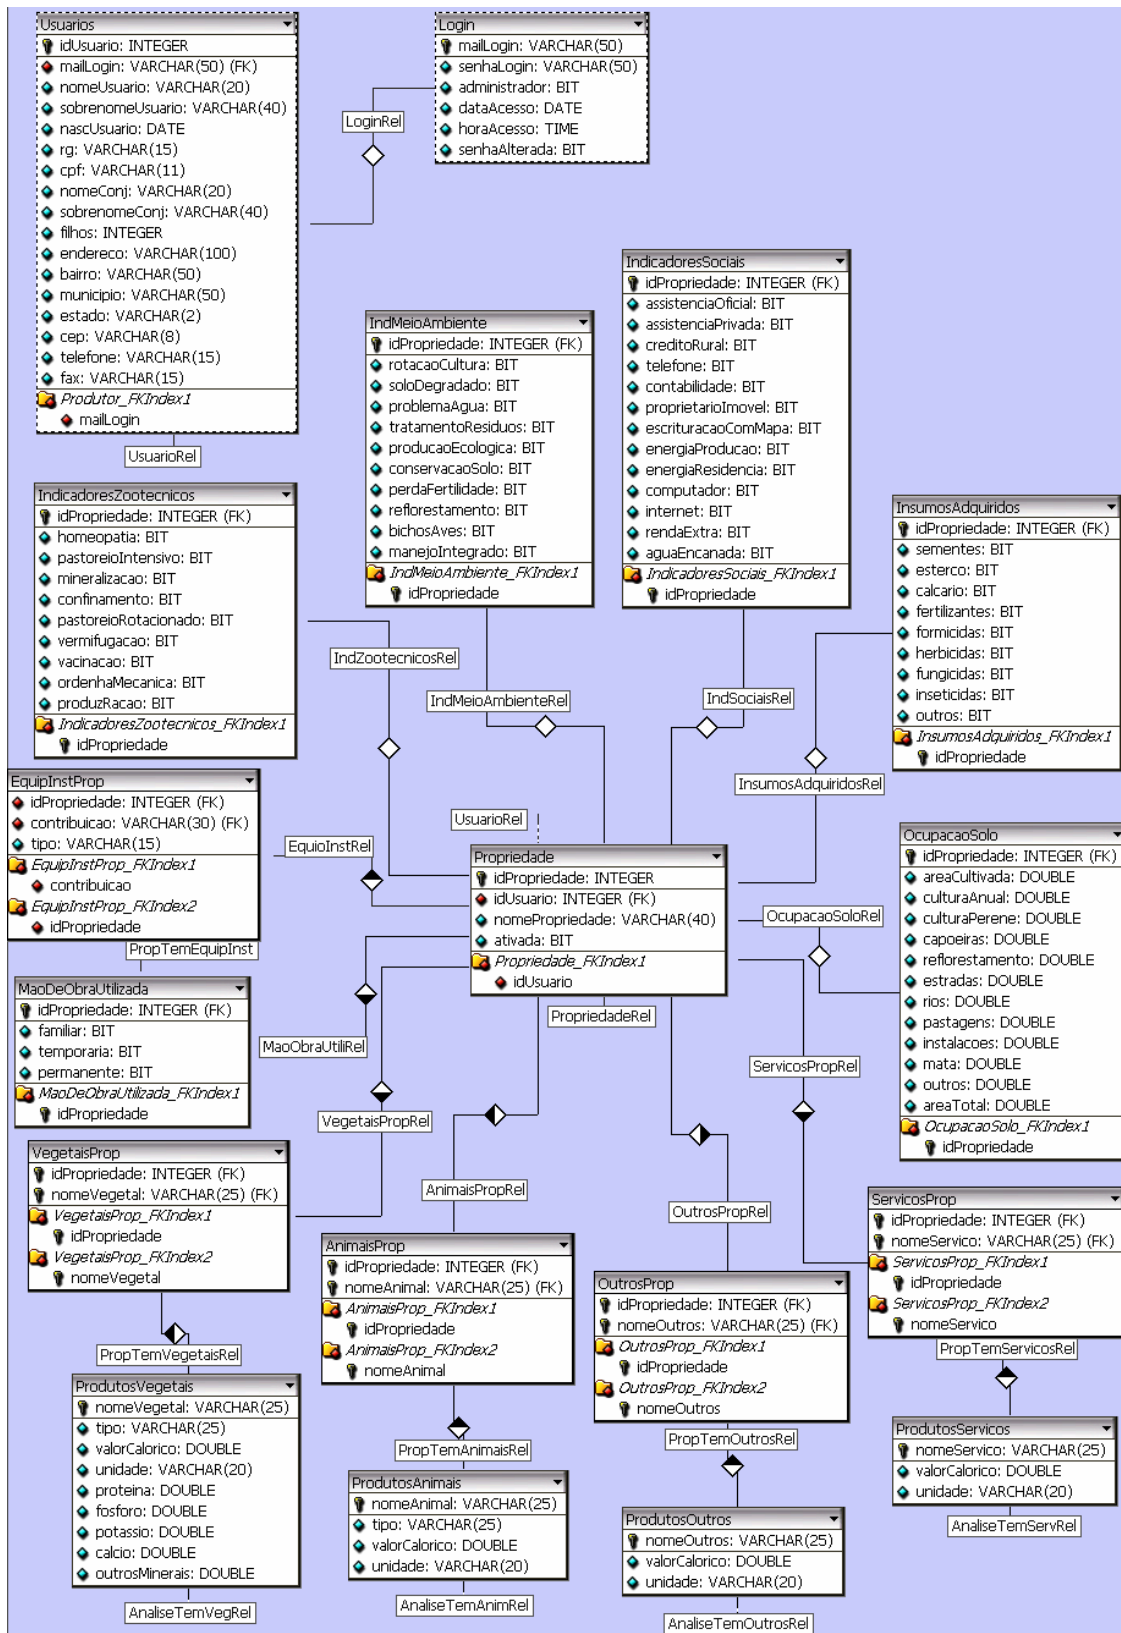 Usuarios
idUsuario: INTEGER
mailLogin: VARCHAR(50) (FK)
nomeUsuario: VARCHAR(20)
sobrenomeUsuario: VARCHAR(40)
nascUsuario: DATE
rg: VARCHAR(15)
cpf: VARCHAR(11)
nomeConj: VARCHAR(20)
sobrenomeConj: VARCHAR(40)
filhos: INTEGER
endereco: VARCHAR(100)
bairro: VARCHAR(50)
municipio: VARCHAR(50)
estado: VARCHAR(2)
cep: VARCHAR(8)
telefone: VARCHAR(15)
fax: VARCHAR(15)
Produtor_FKIndex1
mailLogin
UsuarioRel
Login
mailLogin: VARCHAR(50)
senhaLogin: VARCHAR(50)
administrador: BIT
dataAcesso: DATE
horaAcesso: TIME
senhaAlterada: BIT
LoginRel
IndMeioAmbiente
idPropriedade: INTEGER (FK)
rotacaoCultura: BIT
soloDegradado: BIT
problemaAgua: BIT
tratamentoResiduos: BIT
producaoEcologica: BIT
conservacaoSolo: BIT
perdaFertilidade: BIT
reflorestamento: BIT
bichosAves: BIT
manejoIntegrado: BIT
IndMeioAmbiente_FKIndex1
idPropriedade
IndicadoresSociais
idPropriedade: INTEGER (FK)
assistenciaOficial: BIT
assistenciaPrivada: BIT
creditoRural: BIT
telefone: BIT
contabilidade: BIT
proprietarioImovel: BIT
escrituracaoComMapa: BIT
energiaProducao: BIT
energiaResidencia: BIT
computador: BIT
internet: BIT
rendaExtra: BIT
aguaEncanada: BIT
IndicadoresSociais_FKIndex1
idPropriedade
IndicadoresZootecnicos
idPropriedade: INTEGER (FK)
homeopatia: BIT
pastoreioIntensivo: BIT
mineralizacao: BIT
confinamento: BIT
pastoreioRotacionado: BIT
vermifugacao: BIT
vacinacao: BIT
ordenhaMecanica: BIT
produzRacao: BIT
IndicadoresZootecnicos_FKIndex1
idPropriedade
InsumosAdquiridos
idPropriedade: INTEGER (FK)
sementes: BIT
esterco: BIT
calcario: BIT
fertilizantes: BIT
formicidas: BIT
herbicidas: BIT
fungicidas: BIT
inseticidas: BIT
outros: BIT
InsumosAdquiridos_FKIndex1
idPropriedade
IndZootecnicosRel
IndMeioAmbienteRel
IndSociaisRel
InsumosAdquiridosRel
EquipInstProp
idPropriedade: INTEGER (FK)
contribuicao: VARCHAR(30) (FK)
tipo: VARCHAR(15)
EquipInstProp_FKIndex1
contribuicao
EquipInstProp_FKIndex2
idPropriedade
PropTemEquipInst
EquioInstRel
UsuarioRel
Propriedade
idPropriedade: INTEGER
idUsuario: INTEGER (FK)
nomePropriedade: VARCHAR(40)
ativada: BIT
Propriedade_FKIndex1
idUsuario
PropriedadeRel
OcupacaoSoloRel
OcupacaoSolo
idPropriedade: INTEGER (FK)
areaCultivada: DOUBLE
culturaAnual: DOUBLE
culturaPerene: DOUBLE
capoeiras: DOUBLE
reflorestamento: DOUBLE
estradas: DOUBLE
rios: DOUBLE
pastagens: DOUBLE
instalacoes: DOUBLE
mata: DOUBLE
outros: DOUBLE
areaTotal: DOUBLE
OcupacaoSolo_FKIndex1
idPropriedade
MaoDeObraUtilizada
idPropriedade: INTEGER (FK)
familiar: BIT
temporaria: BIT
permanente: BIT
MaoDeObraUtilizada_FKIndex1
idPropriedade
MaoObraUtiliRel
VegetaisPropRel
AnimaisPropRel
OutrosPropRel
ServicosPropRel
VegetaisProp
idPropriedade: INTEGER (FK)
nomeVegetal: VARCHAR(25) (FK)
VegetaisProp_FKIndex1
idPropriedade
VegetaisProp_FKIndex2
nomeVegetal
AnimaisProp
idPropriedade: INTEGER (FK)
nomeAnimal: VARCHAR(25) (FK)
AnimaisProp_FKIndex1
idPropriedade
AnimaisProp_FKIndex2
nomeAnimal
OutrosProp
idPropriedade: INTEGER (FK)
nomeOutros: VARCHAR(25) (FK)
OutrosProp_FKIndex1
idPropriedade
OutrosProp_FKIndex2
nomeOutros
ServicosProp
idPropriedade: INTEGER (FK)
nomeServico: VARCHAR(25) (FK)
ServicosProp_FKIndex1
idPropriedade
ServicosProp_FKIndex2
nomeServico
PropTemVegetaisRel
PropTemAnimaisRel
PropTemOutrosRel
PropTemServicosRel
ProdutosVegetais
nomeVegetal: VARCHAR(25)
tipo: VARCHAR(25)
valorCalorico: DOUBLE
unidade: VARCHAR(20)
proteina: DOUBLE
fosforo: DOUBLE
potassio: DOUBLE
calcio: DOUBLE
outrosMinerais: DOUBLE
AnaliseTemVegRel
ProdutosAnimais
nomeAnimal: VARCHAR(25)
tipo: VARCHAR(25)
valorCalorico: DOUBLE
unidade: VARCHAR(20)
AnaliseTemAnimRel
ProdutosOutros
nomeOutros: VARCHAR(25)
valorCalorico: DOUBLE
unidade: VARCHAR(20)
AnaliseTemOutrosRel
ProdutosServicos
nomeServico: VARCHAR(25)
valorCalorico: DOUBLE
unidade: VARCHAR(20)
AnaliseTemServRel